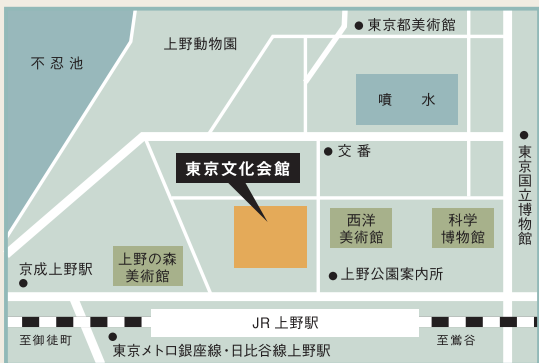 東京都美術館
上野動物園
不忍池
噴 水
交番
東京文化会館
東京国立博物館
西洋
美術館
科学
博物館
上野の森
美術館
京成上野駅
上野公園案内所
JR 上野駅
至御徒町
至鶯谷
東京メトロ銀座線・日比谷線上野駅